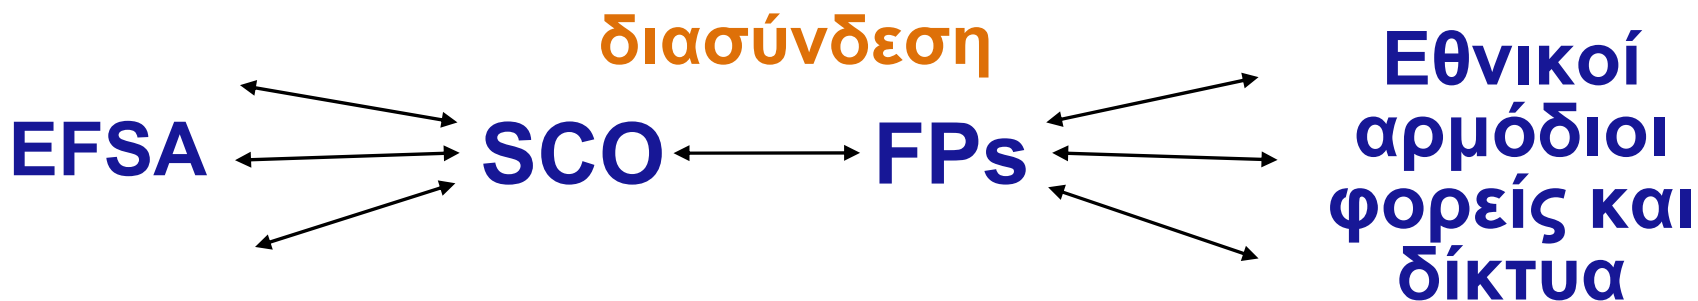 διασύνδεση
EFSA
SCO
FPs
Εθνικοί
αρμόδιοι
φορείς και
δίκτυα